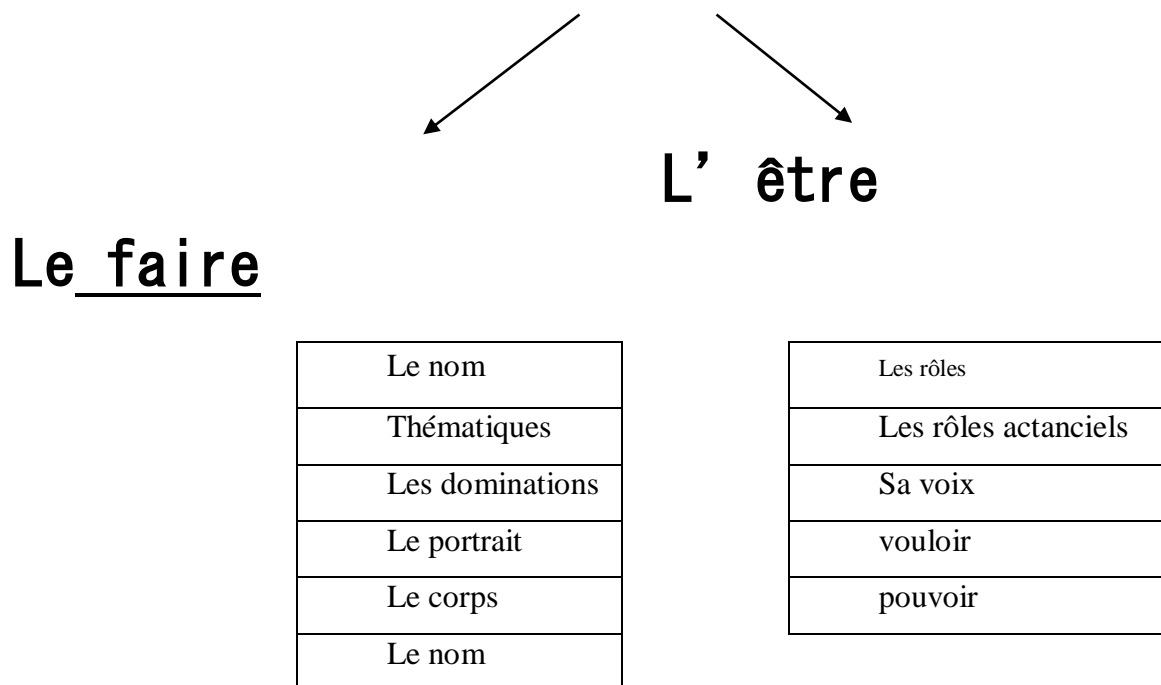 L’ être
Le faire
Le nom
Thématiques
Les dominations
Le portrait
Le corps
Le nom
Les rôles
Les rôles actanciels
Sa voix
vouloir
pouvoir